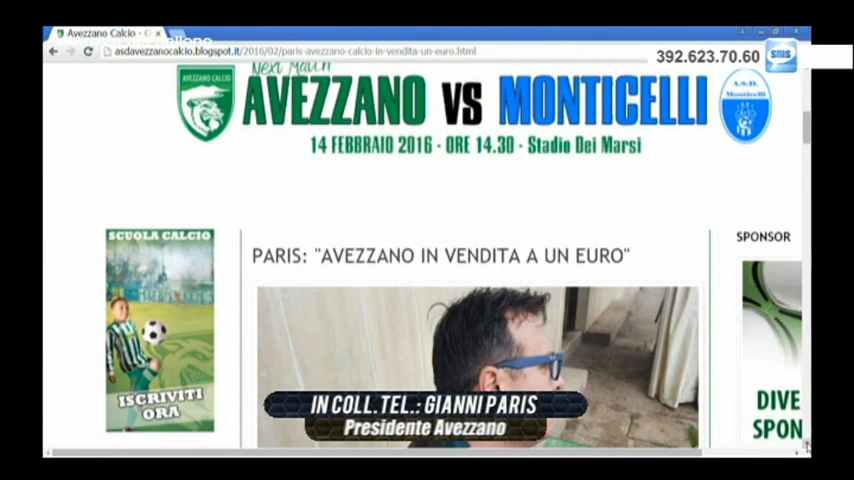 Avezzano Calcio - C
asdavezzanocalcio.blogspot.it/2016/02/paris-avezzano-calcio-in-vendita-un-euro.html
392.623.70.60
sms
Next Match
AVEZZANO CALCIO
AVEZZANO VS MONTICELLI
A.S.D.
Monticelli
14 FEBBRAIO 2016 - ORE 14.30 - Stadio Dei Marsi
SCUOLA CALCIO
ISCRIVITI
ORA
PARIS: "AVEZZANO IN VENDITA A UN EURO"
SPONSOR
DIVE
SPON
IN COLL.TEL.: GIANNI PARIS
Presidente Avezzano